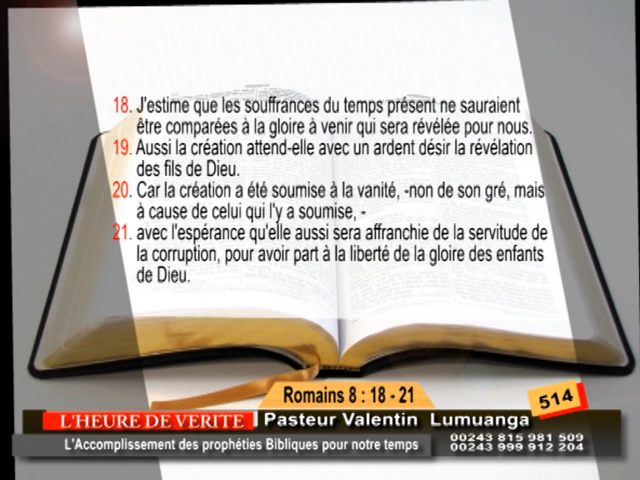 18. J'estime que les souffrances du temps présent ne sauraient
être comparées à la gloire à venir qui sera révélée pour nous.
19. Aussi la création attend-elle avec un ardent désir la révélation
des fils de Dieu.
20. Car la création a été soumise à la vanité, -non de son gré, mais
à cause de celui qui l'y a soumise, -
21. avec l'espérance qu'elle aussi sera affranchie de la servitude de
la corruption, pour avoir part à la liberté de la gloire des enfants
de Dieu.
Romains 8 : 18 - 21
514
L'HEURE DE VERITE Pasteur Valentin Lumuanga
L'Accomplissement des prophéties Bibliques pour notre temps
00243 815 981 509
00243 999 912 204